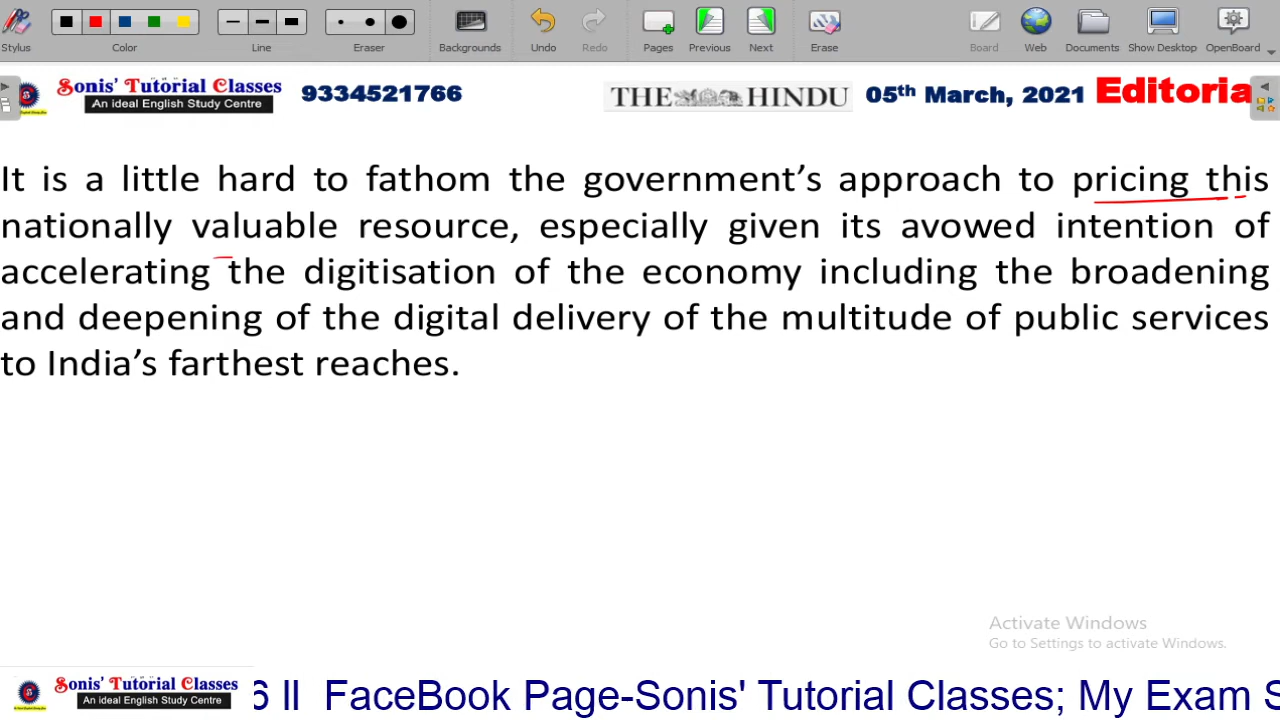 Stylus Color Line Eraser Backgrounds Undo Redo Pages Previous Next Erase Board Web Documents Show Desktop OpenBoard
Sonis' Tutorial Classes
An ideal English Study Centre
9334521766
THE HINDU
05th March, 2021
Editoria
It is a little hard to fathom the government's approach to pricing this
nationally valuable resource, especially given its avowed intention of
accelerating the digitisation of the economy including the broadening
and deepening of the digital delivery of the multitude of public services
to India's farthest reaches.
Activate Windows
Go to Settings to activate Windows.
Sonis' Tutorial Classes
An ideal English Study Centre
6 II FaceBook Page-Sonis' Tutorial Classes; My Exam S